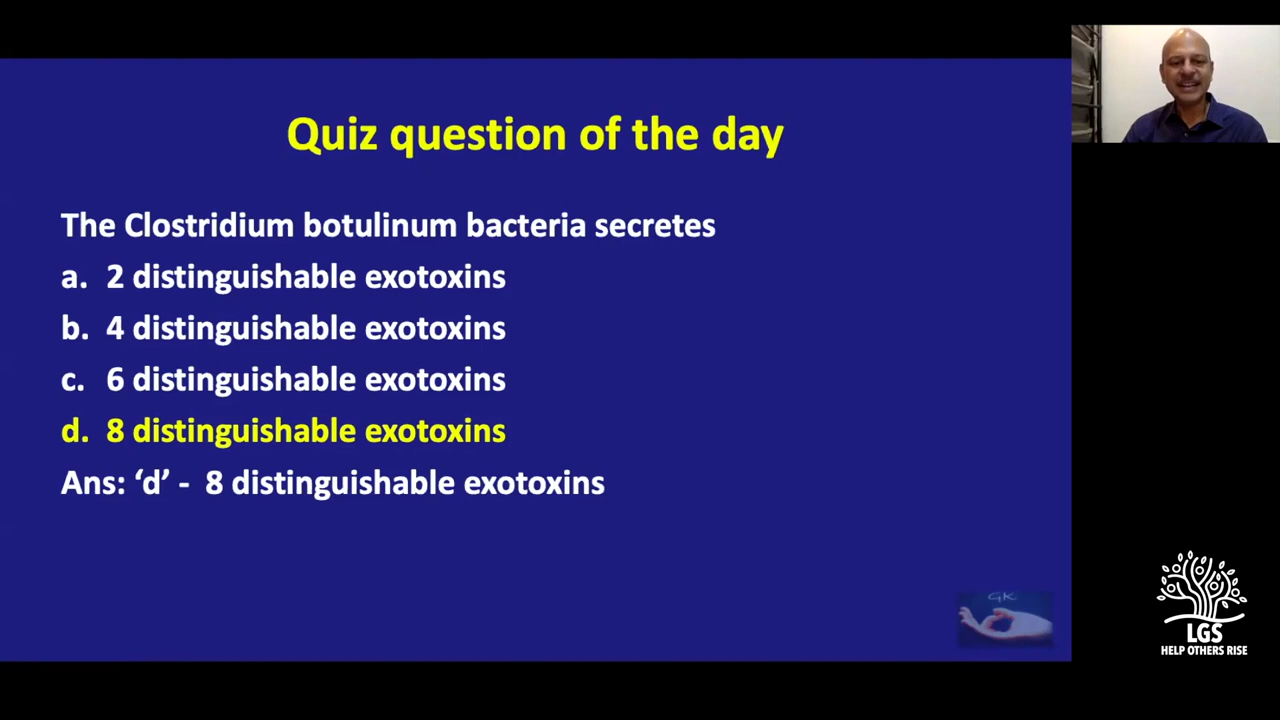 Quiz question of the day
The Clostridium botulinum bacteria secretes
a. 2 distinguishable exotoxins
b. 4 distinguishable exotoxins
c. 6 distinguishable exotoxins
d. 8 distinguishable exotoxins
Ans: ‘d’ - 8 distinguishable exotoxins
GK
LGS
HELP OTHERS RISE